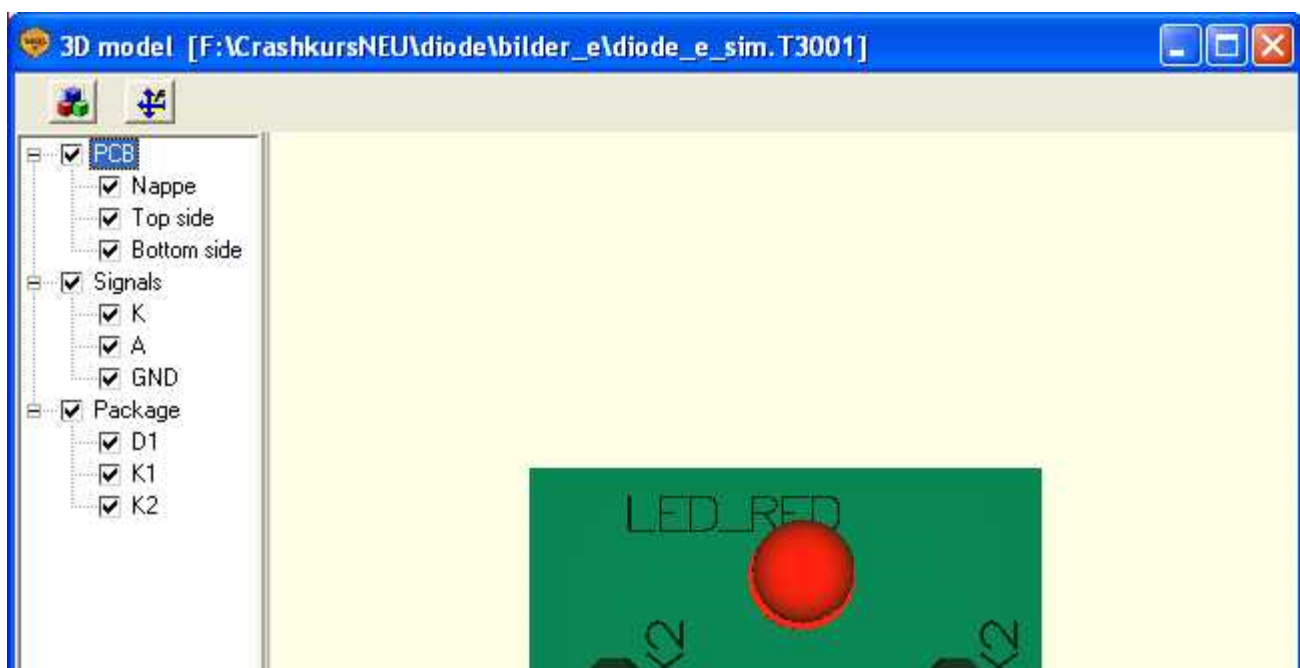 3D model [F:\CrashkursNEU\diode\bilder_e\diode_e_sim.T3001]
PCB
Nappe
Top side
Bottom side
Signals
K
A
GND
Package
D1
K1
K2
LED_RED